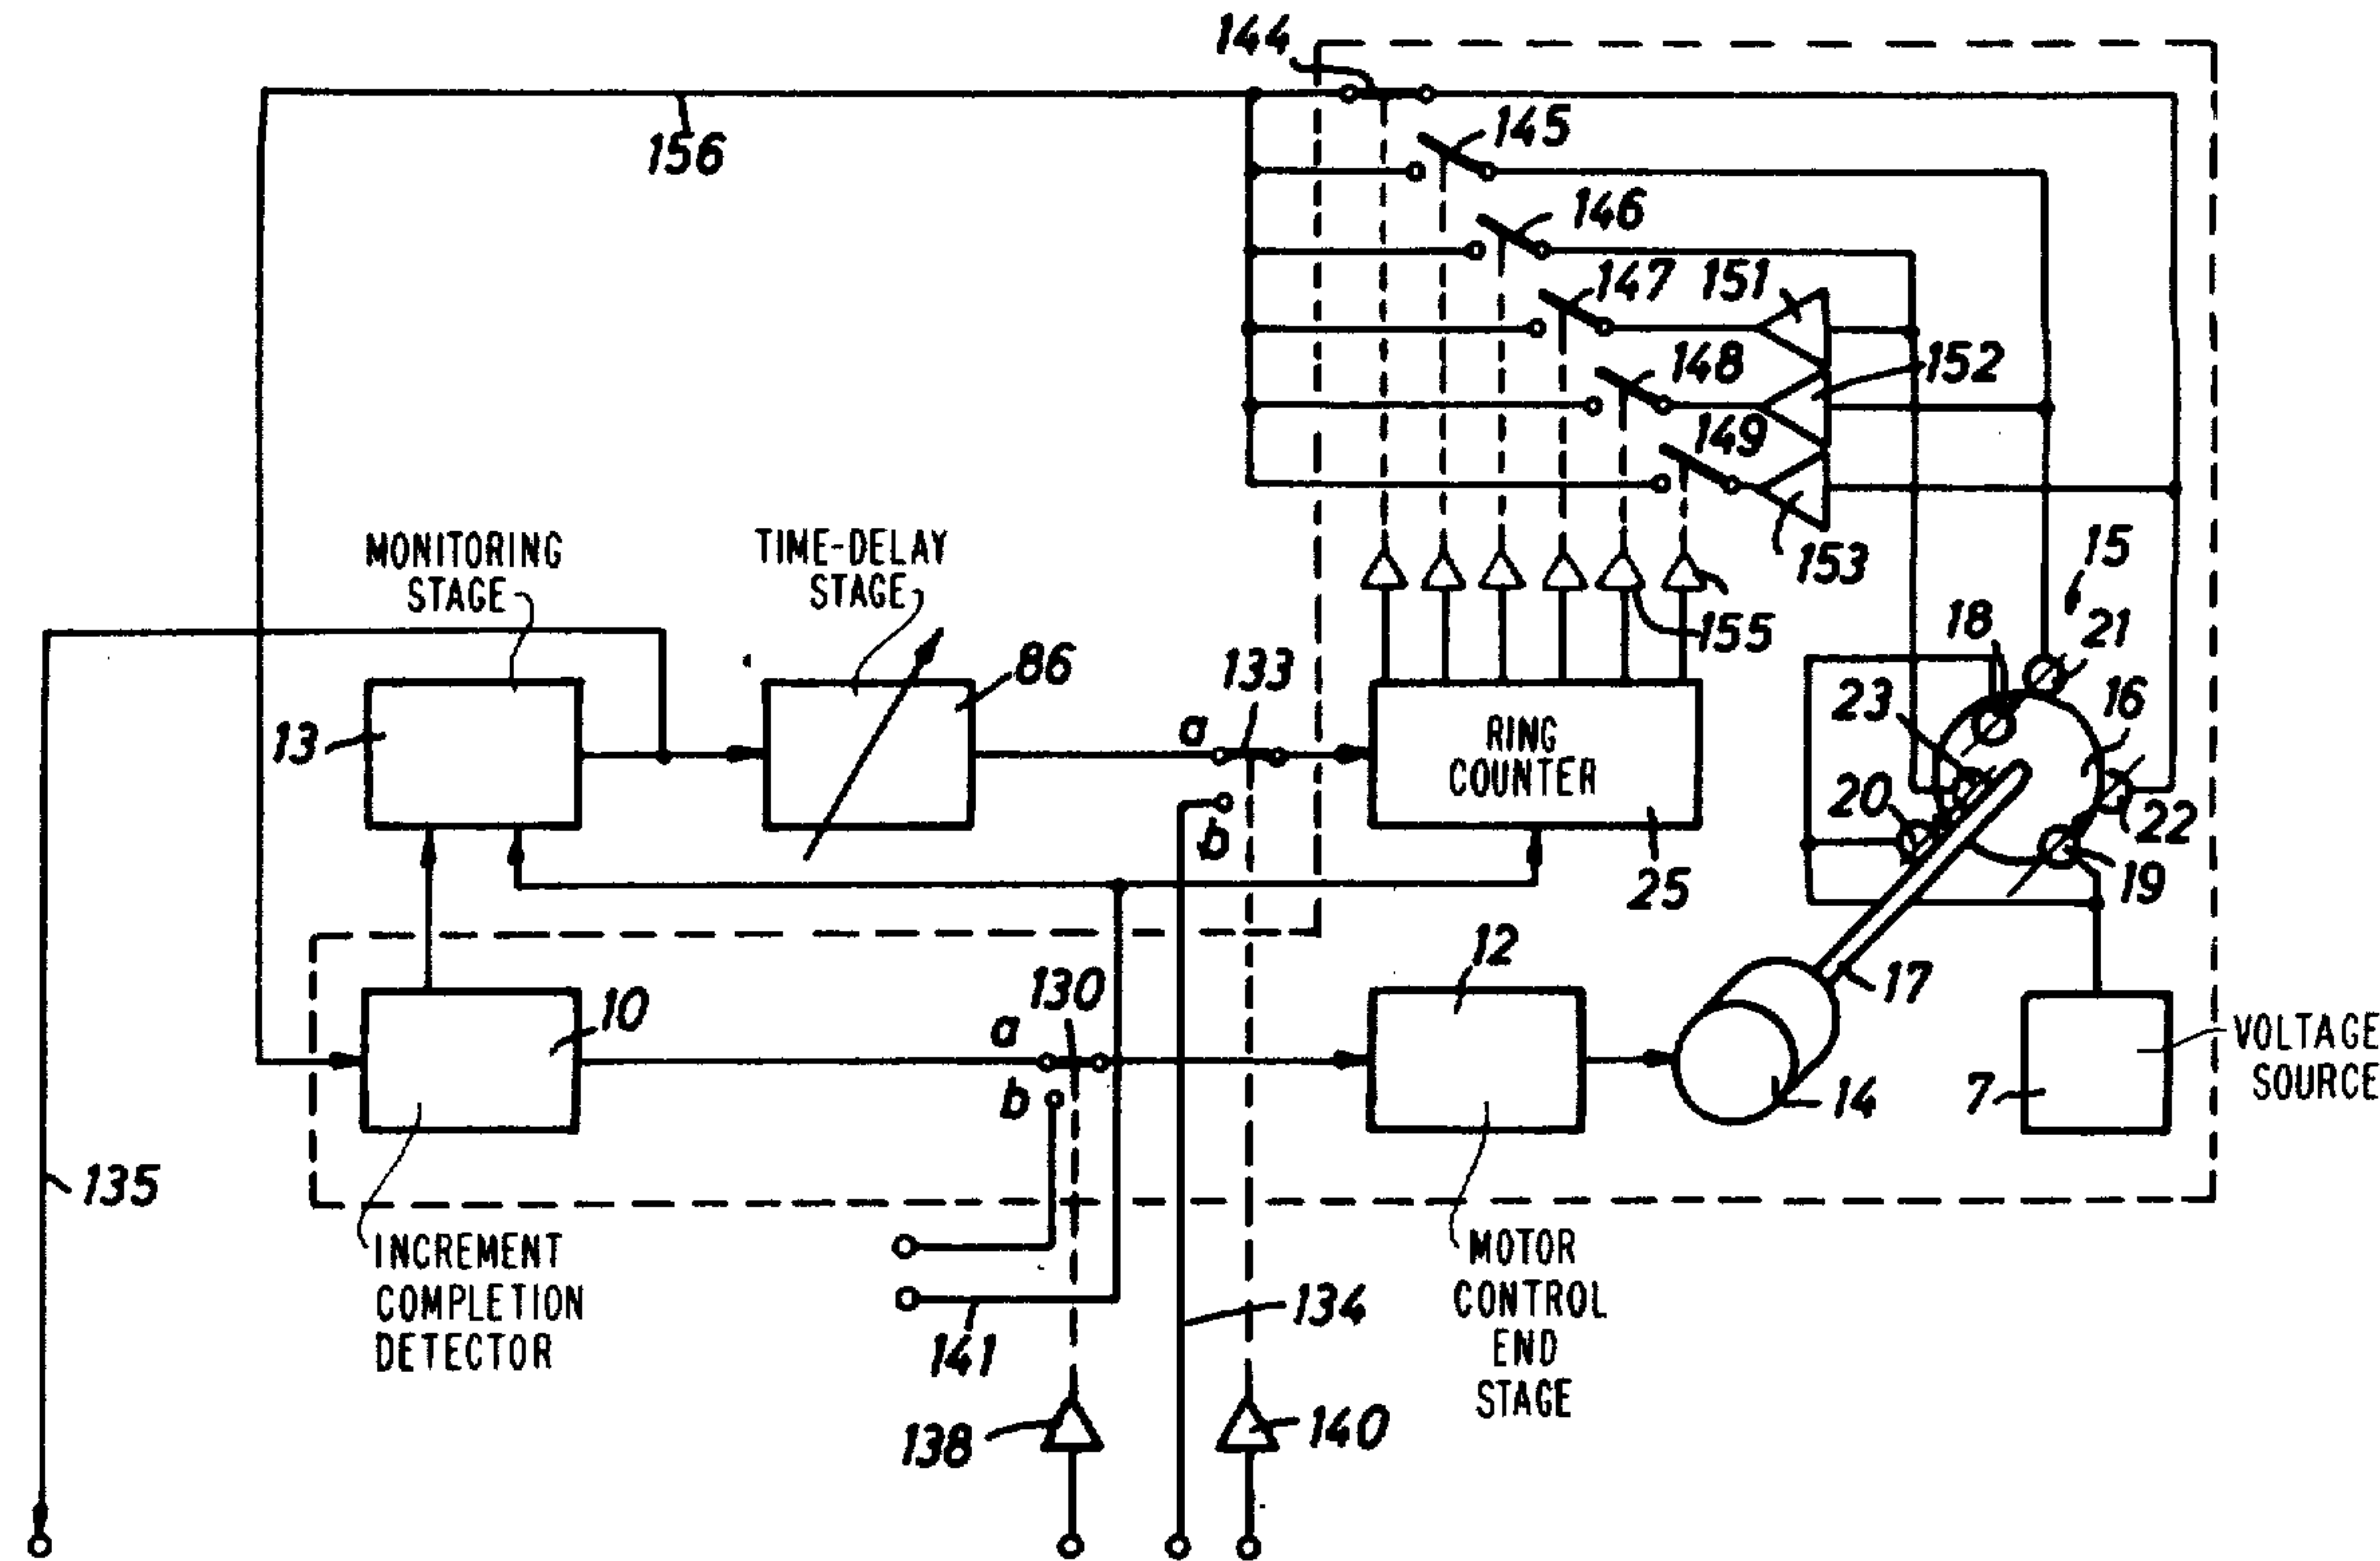 144
156
145
146
147
151
148
152
149
153
MONITORING
STAGE
TIME-DELAY
STAGE
155
15
18
21
133
86
23
16
13
a
RING
COUNTER
b
20
22
25
19
130
12
10
a
17
b
7
VOLTAGE
SOURCE
14
135
INCREMENT
COMPLETION
DETECTOR
MOTOR
CONTROL
END
STAGE
134
141
138
140